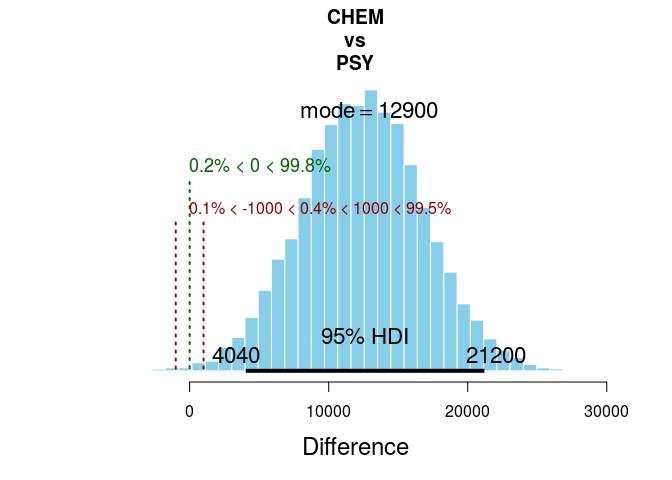 CHEM
vs
PSY
mode = 12900
0.2% < 0 < 99.8%
0.1% < -1000 < 0.4% < 1000 < 99.5%
95% HDI
4040 21200
0 10000 20000 30000
Difference